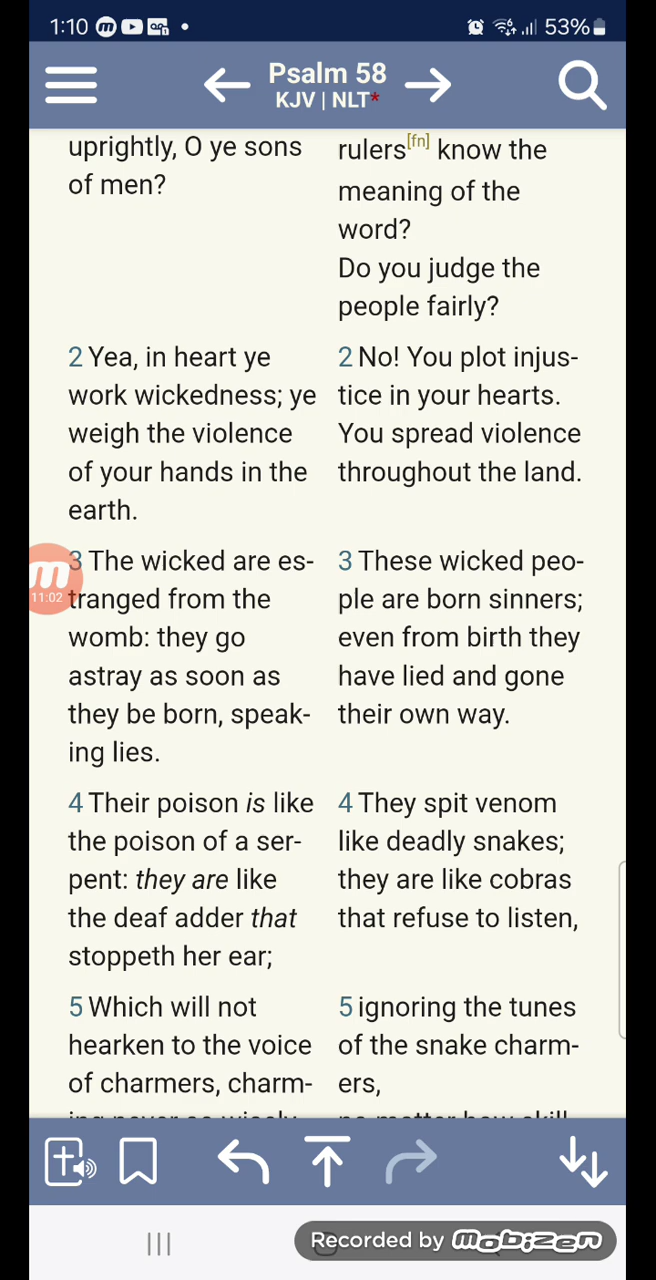 1:10
53%
Psalm 58
KJV | NLT*
uprightly, O ye sons
of men?
rulers[fn] know the
meaning of the
word?
Do you judge the
people fairly?
2 Yea, in heart ye
work wickedness; ye
weigh the violence
of your hands in the
earth.
2 No! You plot injus-
tice in your hearts.
You spread violence
throughout the land.
3 The wicked are es-
tranged from the
womb: they go
astray as soon as
they be born, speak-
ing lies.
3 These wicked peo-
ple are born sinners;
even from birth they
have lied and gone
their own way.
11:02
4 Their poison is like
the poison of a ser-
pent: they are like
the deaf adder that
stoppeth her ear;
4 They spit venom
like deadly snakes;
they are like cobras
that refuse to listen,
5 Which will not
hearken to the voice
of charmers, charm-
5 ignoring the tunes
of the snake charm-
ers,
Recorded by mobizen